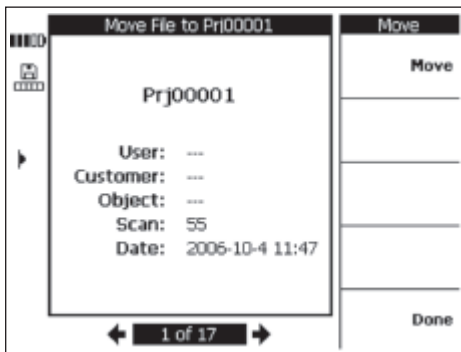 Move File to Prj00001
Move
Move
Prj00001
User: ---
Customer: ---
Object: ---
Scan: 55
Date: 2006-10-4 11:47
1 of 17
Done